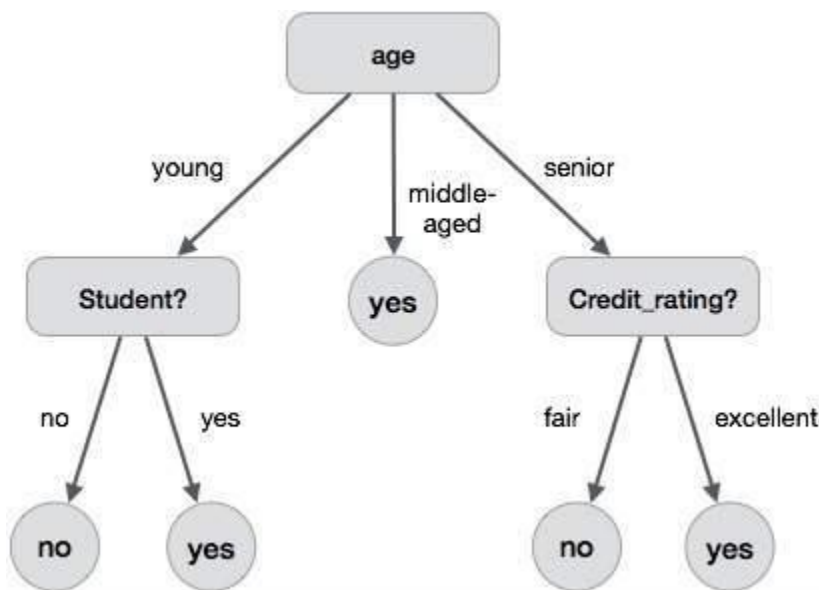 age
young
middle-
aged
senior
Student?
yes
Credit_rating?
no
yes
fair
excellent
no
yes
no
yes